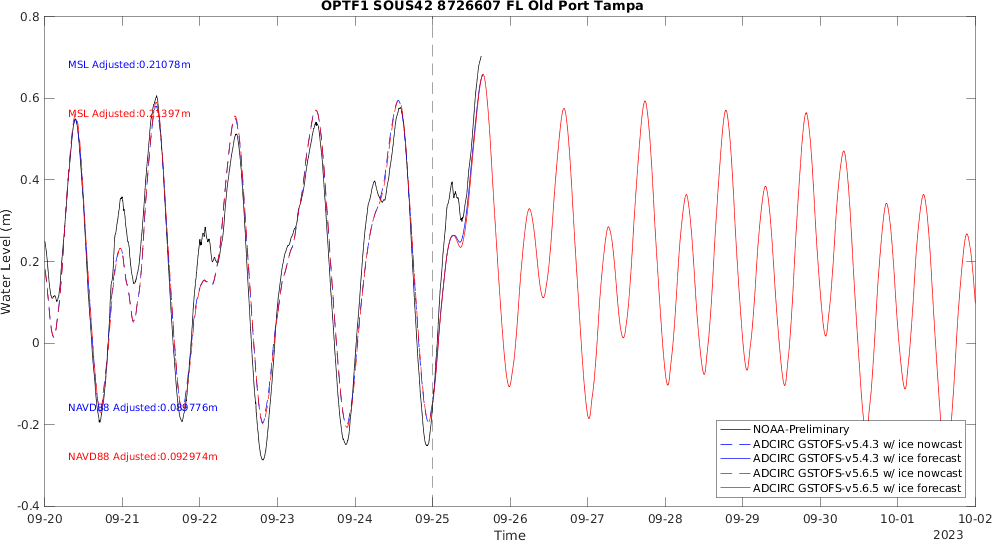 OPTF1 SOUS42 8726607 FL Old Port Tampa
0.8
0.6
0.4
0.2
0
-0.2
-0.4
Water Level (m)
MSL Adjusted:0.21078m
MSL Adjusted:0.21397m
NAVD88 Adjusted:0.089776m
NAVD88 Adjusted:0.092974m
NOAA-Preliminary
ADCIRC GSTOFS-v5.4.3 w/ ice nowcast
ADCIRC GSTOFS-v5.4.3 w/ ice forecast
ADCIRC GSTOFS-v5.6.5 w/ ice nowcast
ADCIRC GSTOFS-v5.6.5 w/ ice forecast
09-20 09-21 09-22 09-23 09-24 09-25 09-26 09-27 09-28 09-29 09-30 10-01 10-02
Time
2023